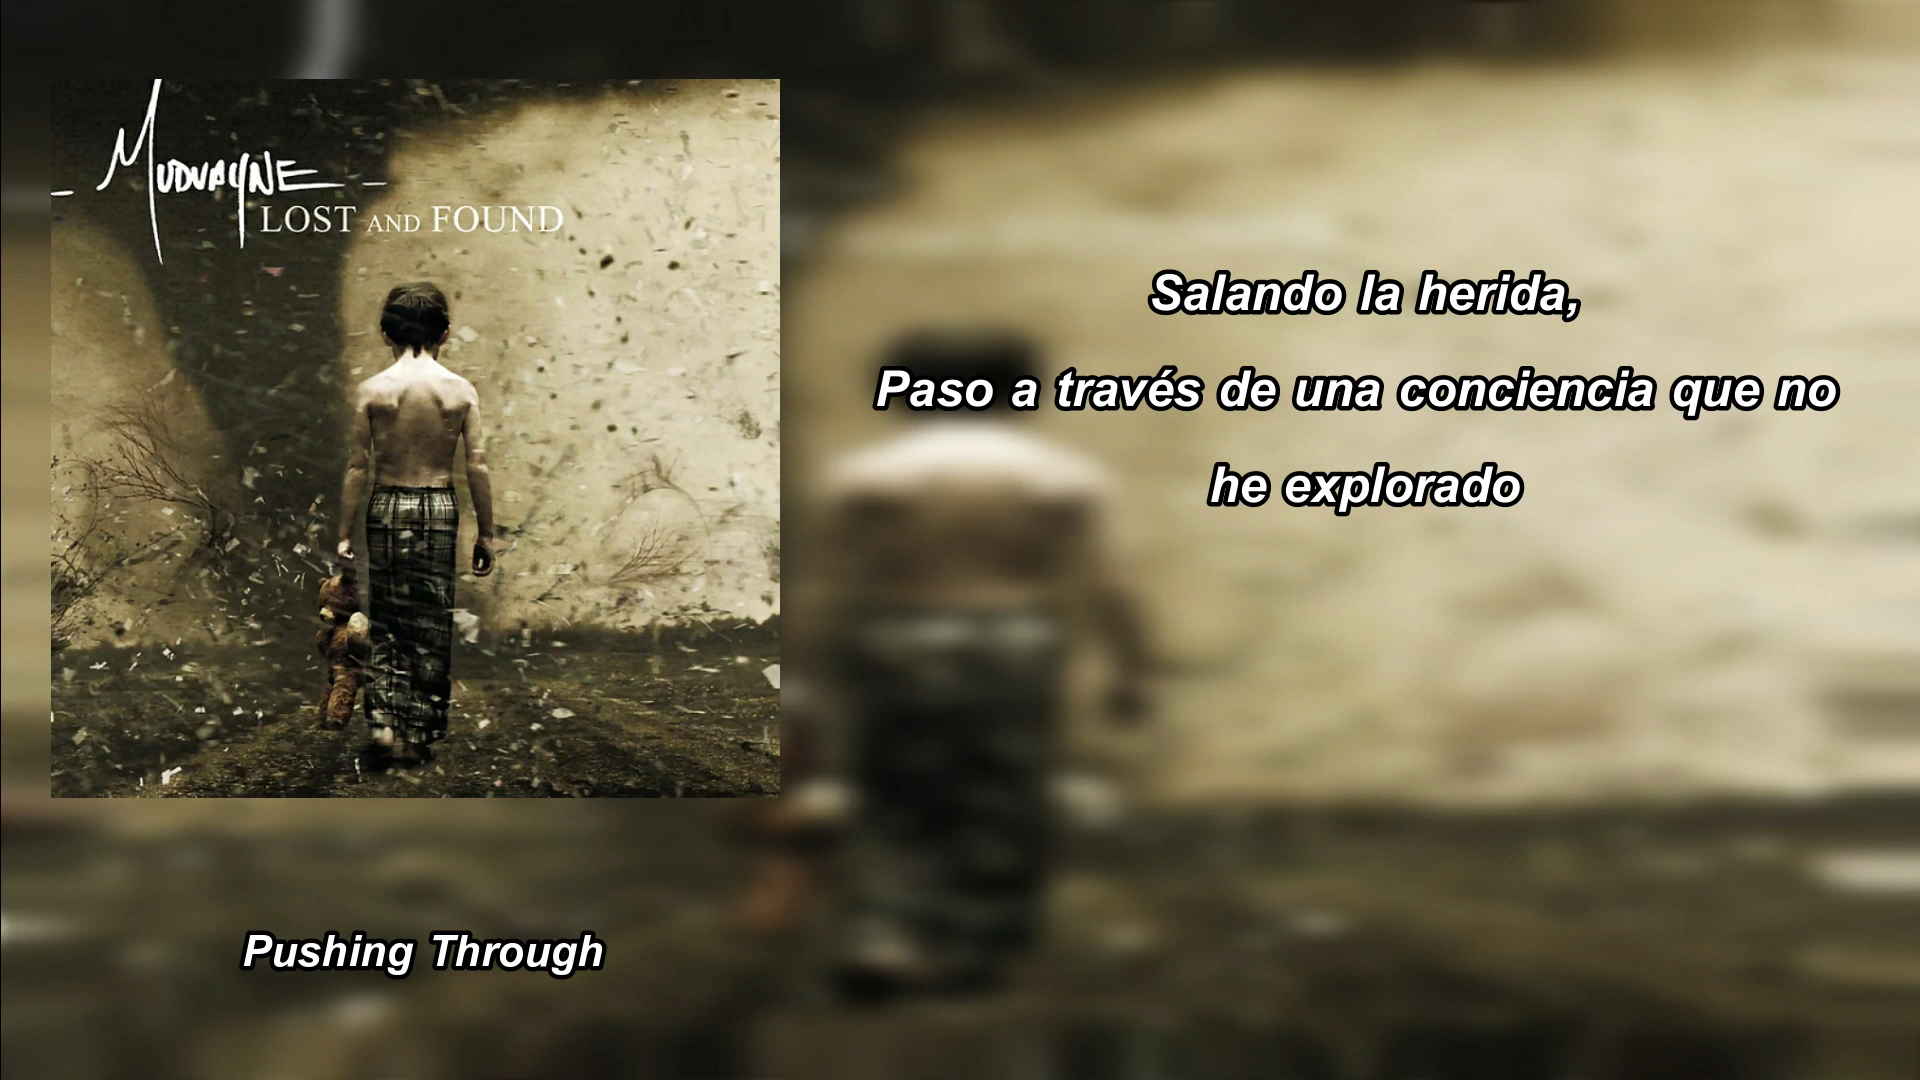 MUDVAYNE
LOST AND FOUND
Salando la herida,
Paso a través de una conciencia que no
he explorado
Pushing Through